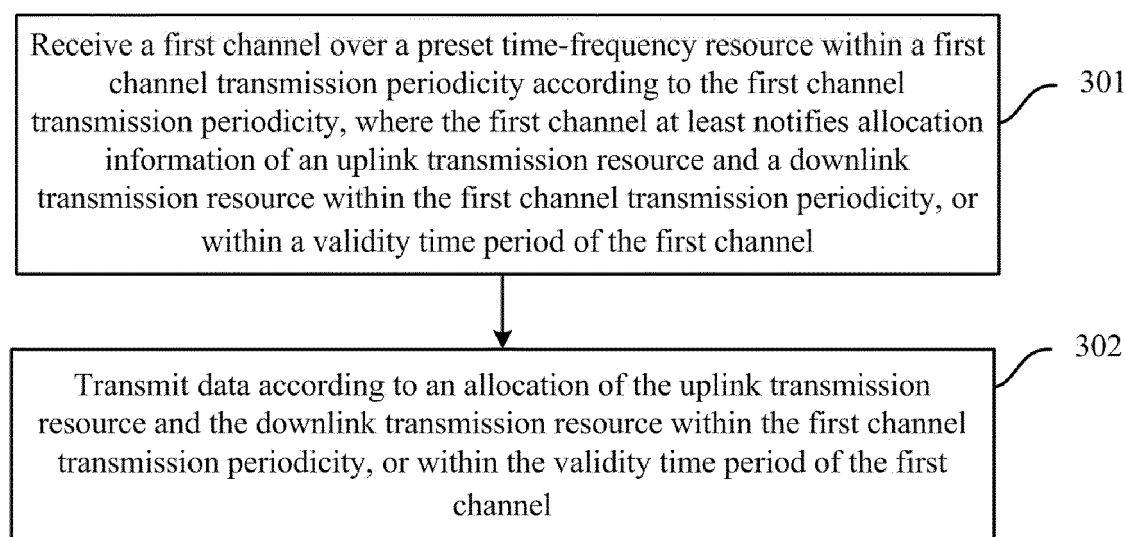 Receive a first channel over a preset time-frequency resource within a first
channel transmission periodicity according to the first channel
transmission periodicity, where the first channel at least notifies allocation
information of an uplink transmission resource and a downlink
transmission resource within the first channel transmission periodicity, or
within a validity time period of the first channel
301
Transmit data according to an allocation of the uplink transmission
resource and the downlink transmission resource within the first channel
transmission periodicity, or within the validity time period of the first
channel
302